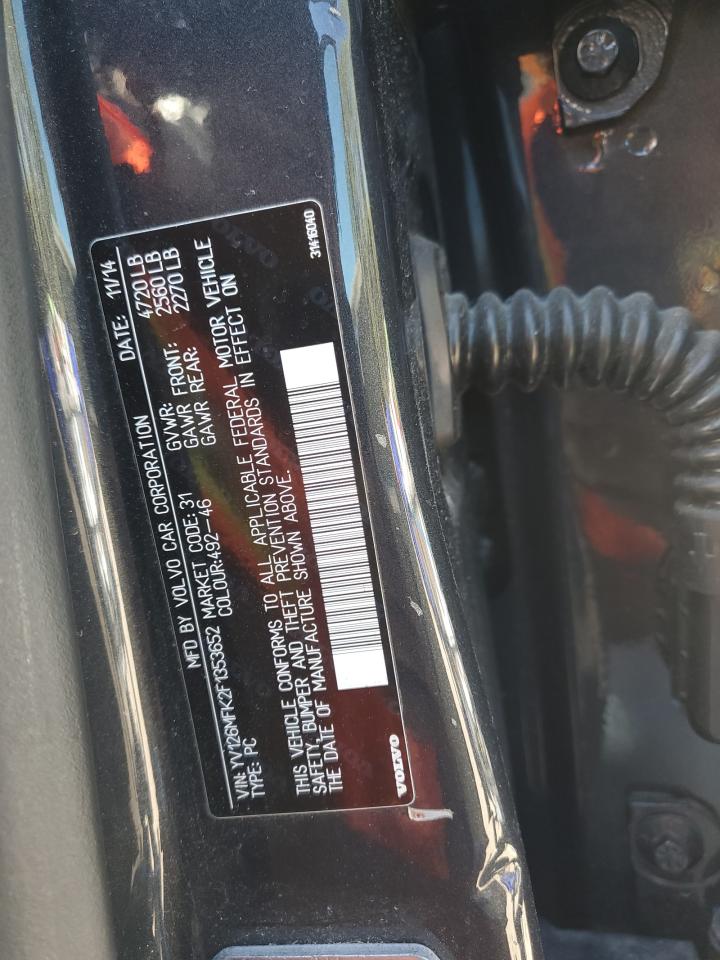 MFD BY VOLVO CAR CORPORATION DATE: 11/14
VIN: YV126MFK2F1353652 MARKET CODE: 31 GVWR: 4720 LB
TYPE: PC COLOUR: 492-46 GAWR FRONT: 2560 LB
GAWR REAR: 2270 LB
THIS VEHICLE CONFORMS TO ALL APPLICABLE FEDERAL MOTOR VEHICLE
SAFETY, BUMPER AND THEFT PREVENTION STANDARDS IN EFFECT ON
THE DATE OF MANUFACTURE SHOWN ABOVE.
31416040
VOLVO